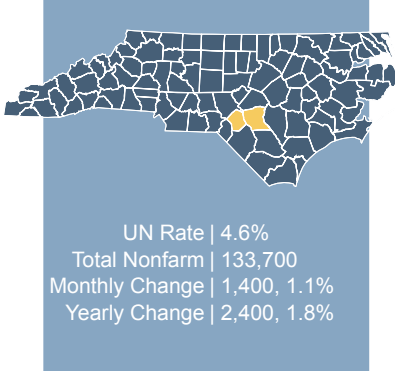 UN Rate | 4.6%
Total Nonfarm | 133,700
Monthly Change | 1,400, 1.1%
Yearly Change | 2,400, 1.8%